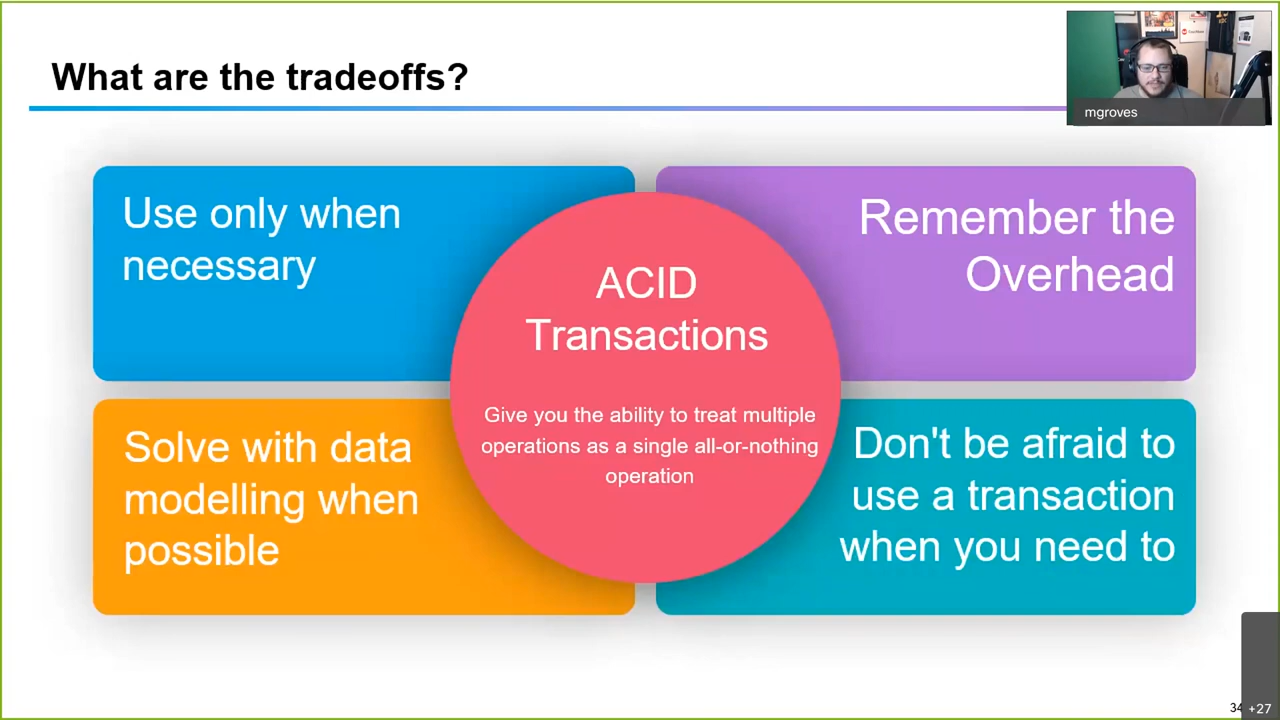 What are the tradeoffs?
mgroves
Use only when
necessary
Remember the
Overhead
ACID
Transactions
Give you the ability to treat multiple
operations as a single all-or-nothing
operation
Solve with data
modelling when
possible
Don't be afraid to
use a transaction
when you need to
34
+27